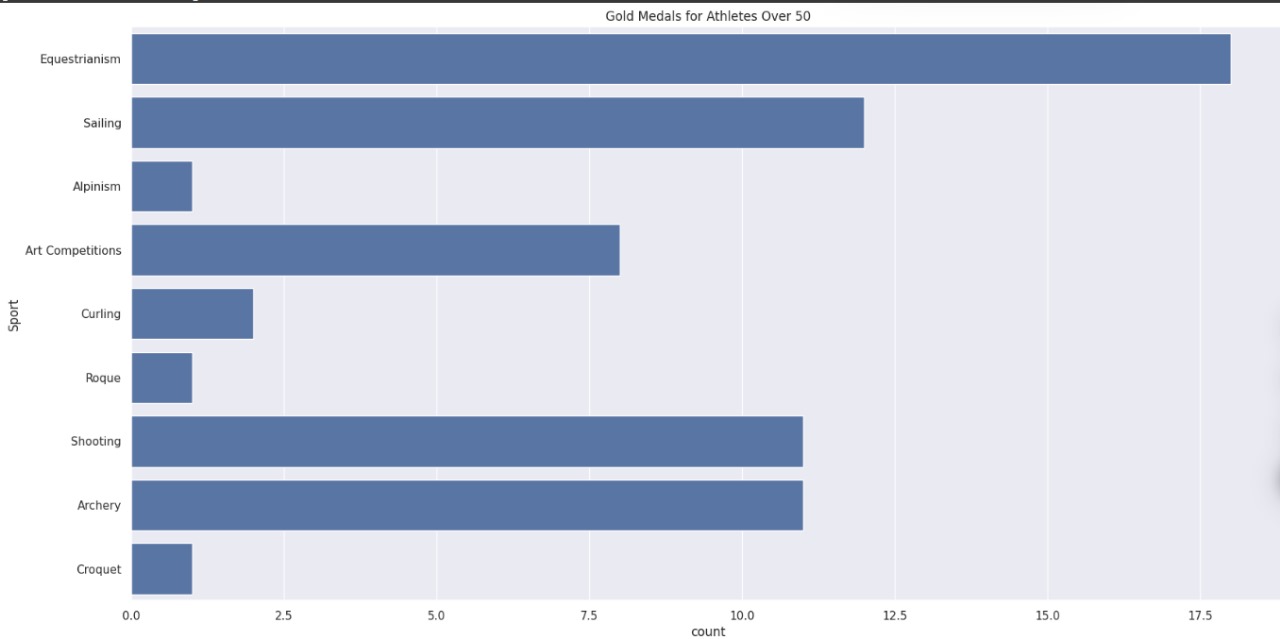 Gold Medals for Athletes Over 50
Equestrianism
Sailing
Alpinism
Art Competitions
Curling
Sport
Roque
Shooting
Archery
Croquet
0.0 2.5 5.0 7.5 10.0 12.5 15.0 17.5
count